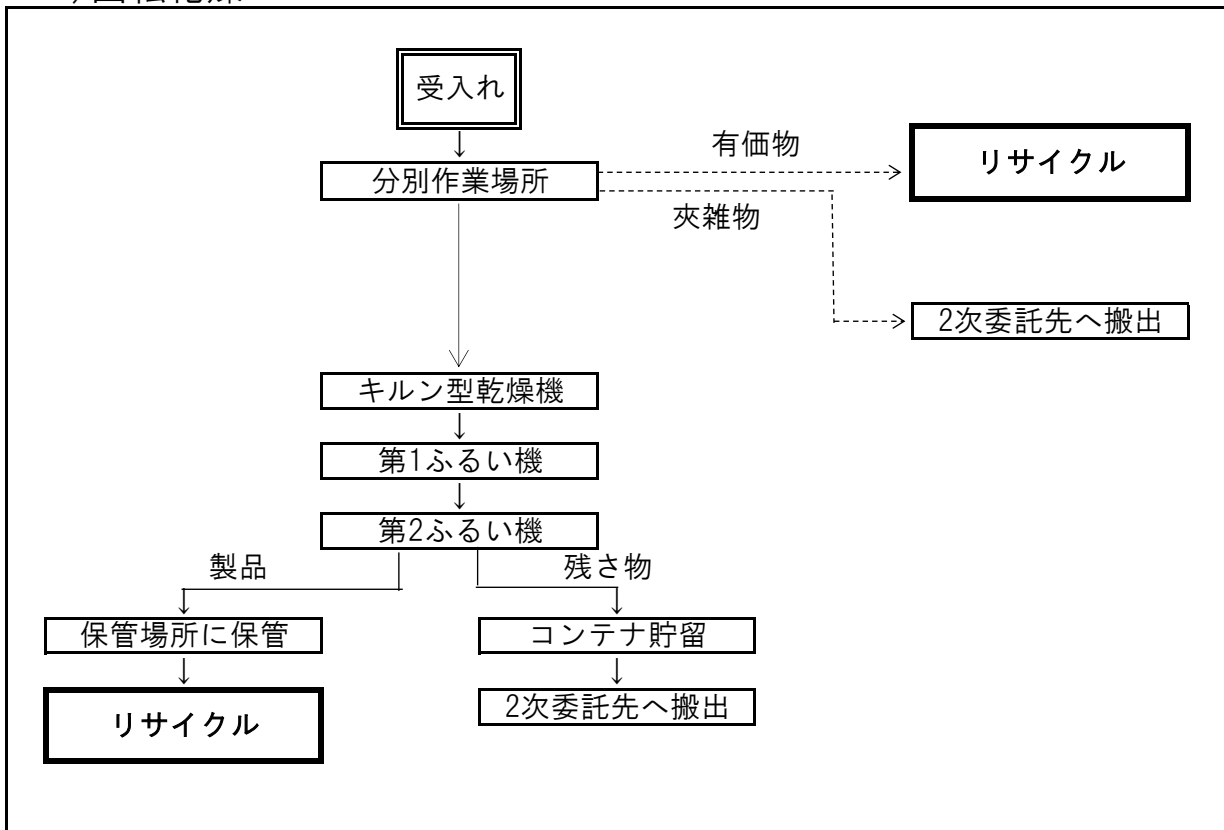 受入れ
有価物
リサイクル
分別作業場所
夾雑物
2次委託先へ搬出
キルン型乾燥機
第1ふるい機
第2ふるい機
製品
残さ物
保管場所に保管
コンテナ貯留
2次委託先へ搬出
リサイクル